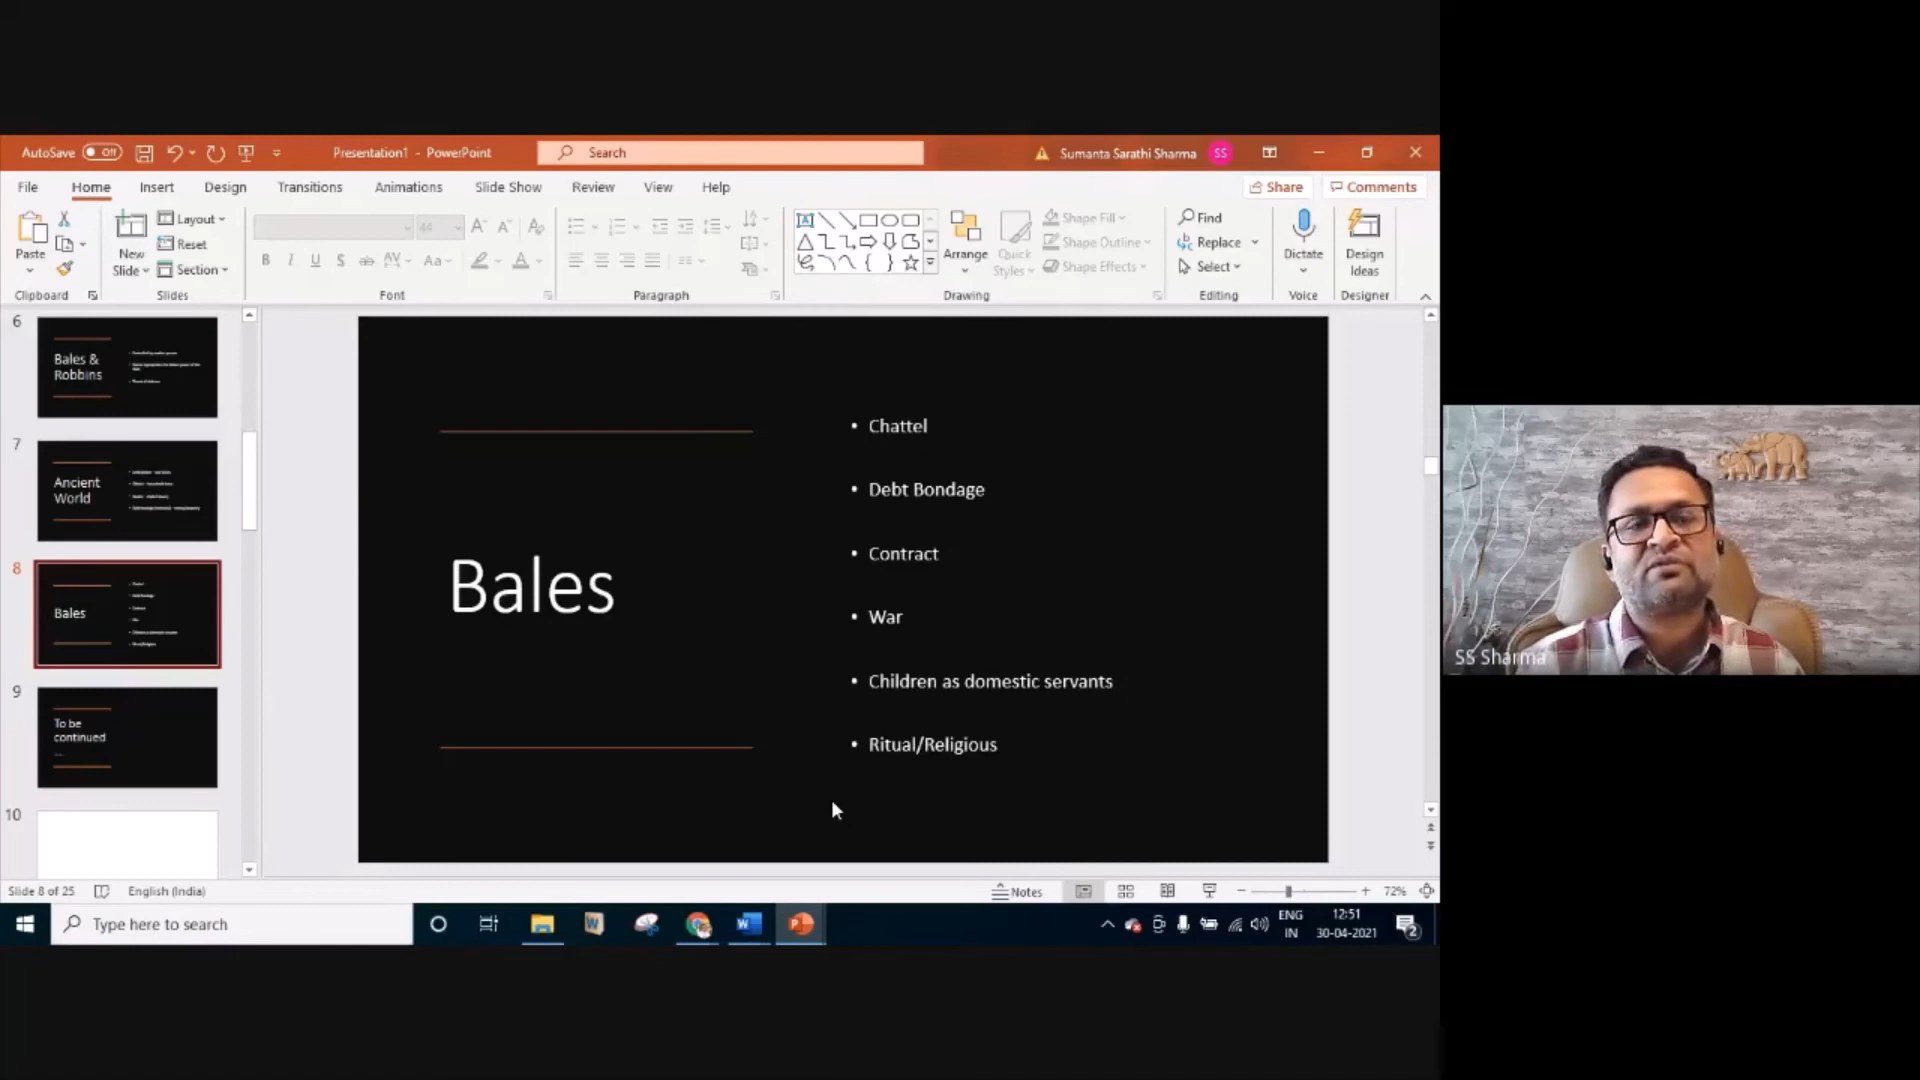 AutoSave Off
Presentation1 - PowerPoint
Search
Sumanta Sarathi Sharma SS
File Home Insert Design Transitions Animations Slide Show Review View Help
Share Comments
Paste
Clipboard
New
Slide
Layout
Reset
Section
Slides
44
B I U S ab AV Aa A
Font
Paragraph
Arrange
Quick
Styles
Shape Fill
Shape Outline
Shape Effects
Drawing
Find
Replace
Select
Editing
Dictate
Voice
Design
Ideas
Designer
6
Bales &
Robbins
7
Ancient
World
8
Bales
9
To be
continued
10
Bales
• Chattel
• Debt Bondage
• Contract
• War
• Children as domestic servants
• Ritual/Religious
SS Sharma
Slide 8 of 25 English (India)
Notes
72%
Type here to search
ENG
IN
12:51
30-04-2021
2